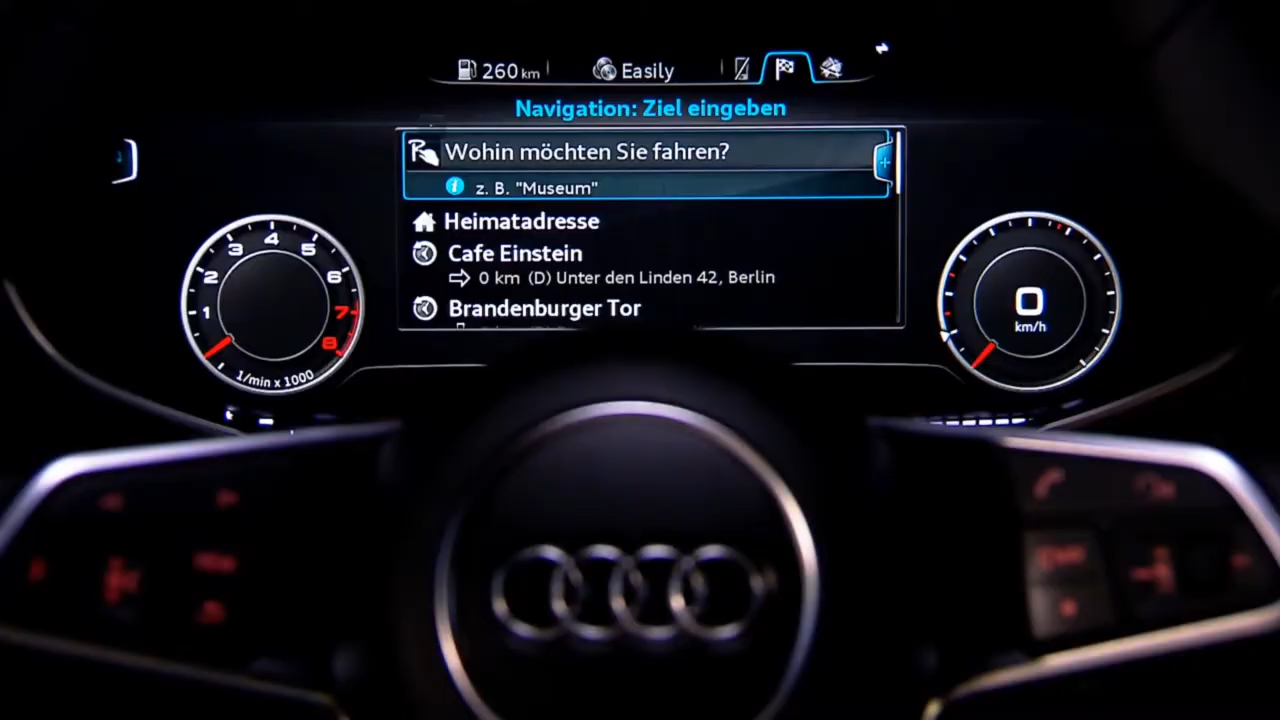 260 km
Easily
Navigation: Ziel eingeben
Wohin möchten Sie fahren?
z. B. "Museum"
Heimatadresse
Cafe Einstein
0 km (D) Unter den Linden 42, Berlin
Brandenburger Tor
1 2 3 4 5 6 7 8
1/min x 1000
0
km/h